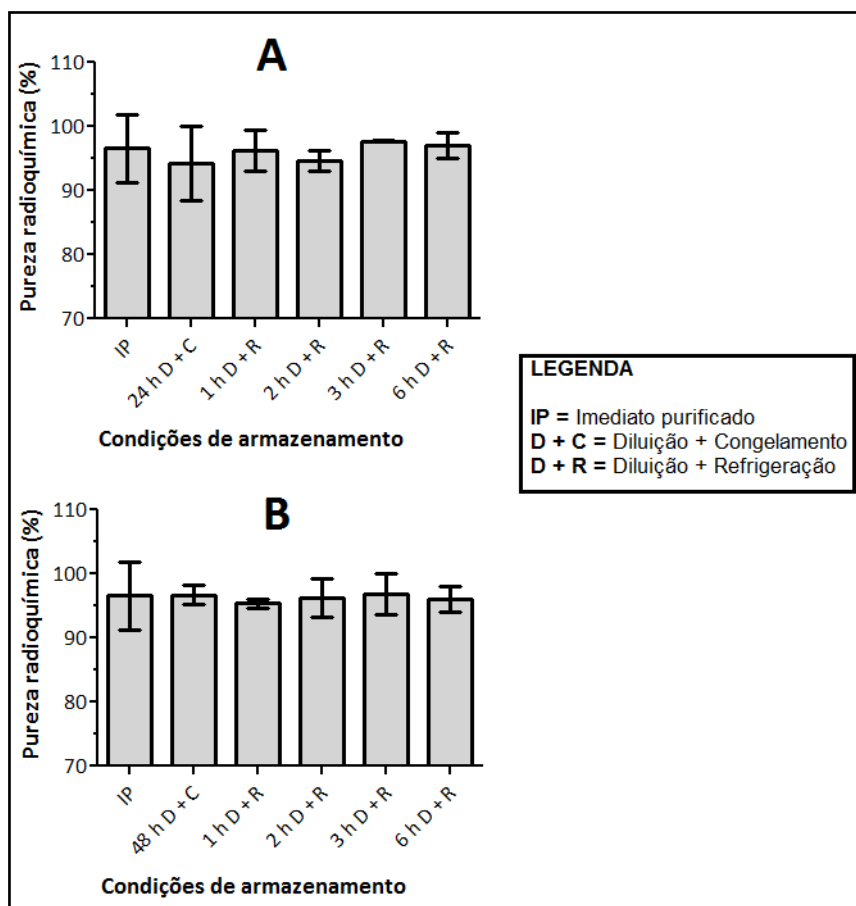 A
Pureza radioquímica (%)
110
100
90
80
70
IP
24 h D + C
1 h D + R
2 h D + R
3 h D + R
6 h D + R
Condições de armazenamento
LEGENDA
IP = Imediato purificado
D + C = Diluição + Congelamento
D + R = Diluição + Refrigeração
B
Pureza radioquímica (%)
110
100
90
80
70
IP
48 h D + C
1 h D + R
2 h D + R
3 h D + R
6 h D + R
Condições de armazenamento